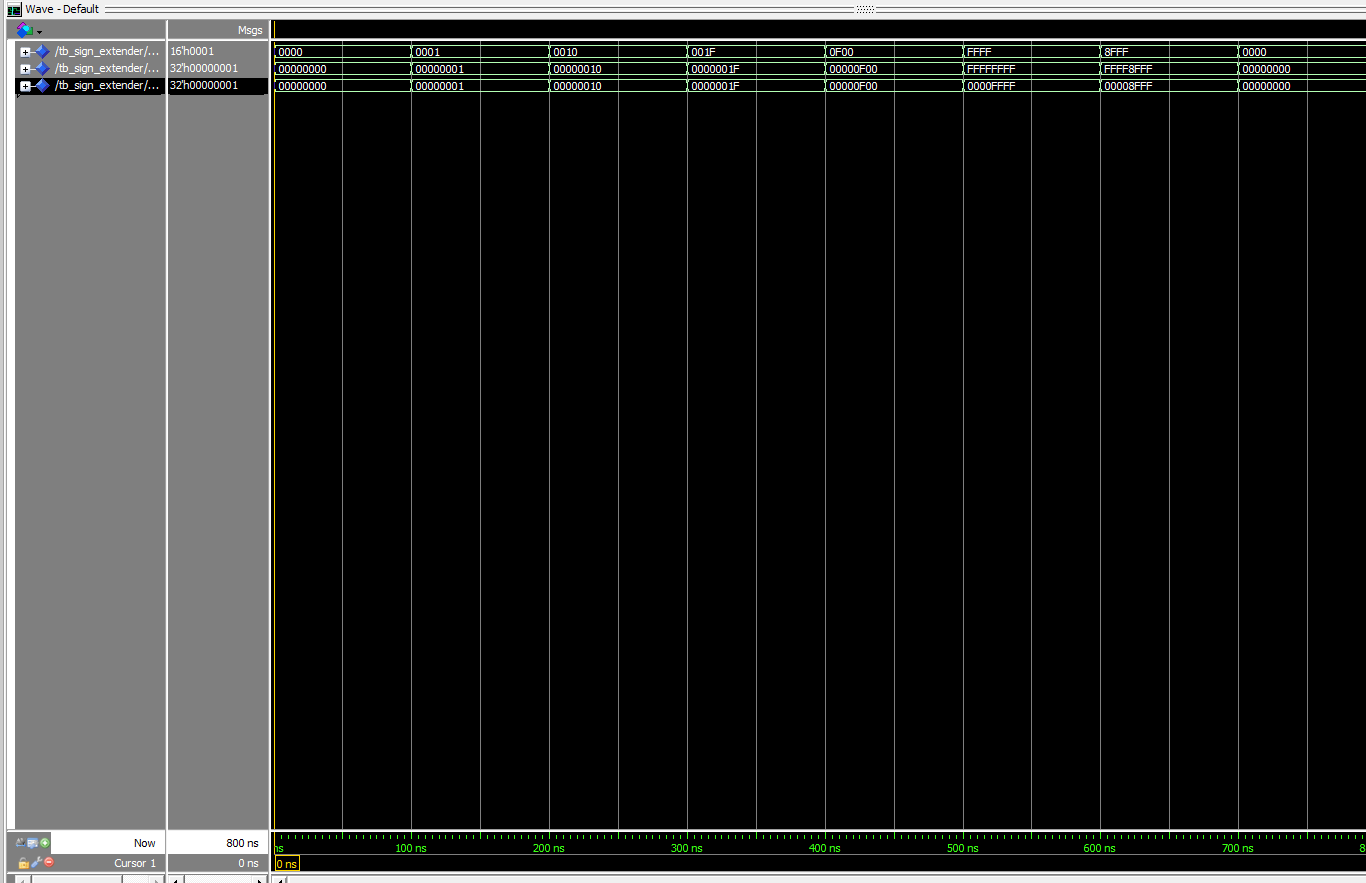 Wave - Default
Msgs
/tb_sign_extender/... 16'h0001 0000 0001 0010 001F 0F00 FFFF 8FFF 0000
/tb_sign_extender/... 32'h00000001 00000000 00000001 00000010 0000001F 00000F00 FFFFFFFF FFFF8FFF 00000000
/tb_sign_extender/... 32'h00000001 00000000 00000001 00000010 0000001F 00000F00 0000FFFF 00008FFF 00000000
Now 800 ns ns 100 ns 200 ns 300 ns 400 ns 500 ns 600 ns 700 ns 8
Cursor 1 0 ns 0 ns